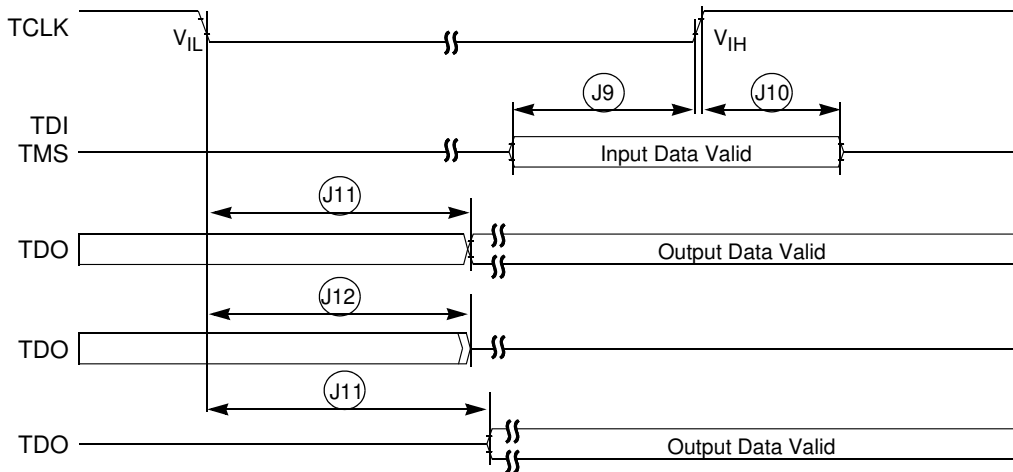 TCLK
VIL
VIH
J9
J10
TDI
TMS
Input Data Valid
J11
TDO
Output Data Valid
J12
TDO
J11
TDO
Output Data Valid